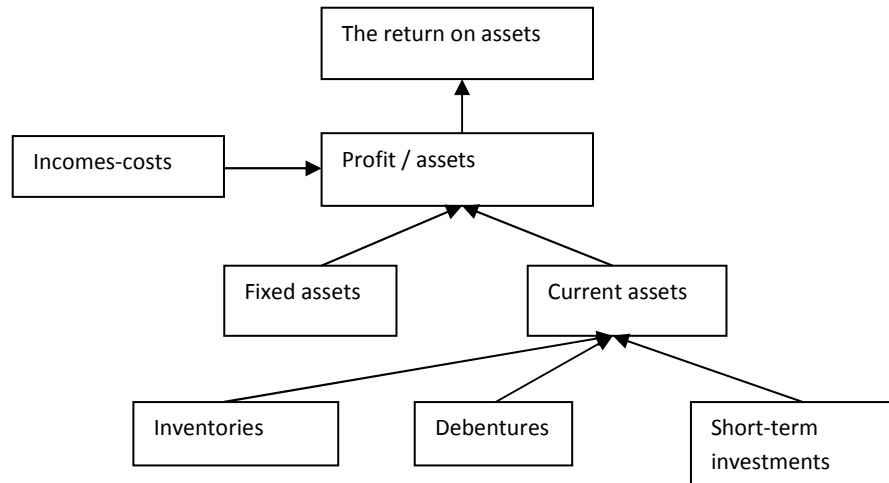 The return on assets
Incomes-costs
Profit / assets
Fixed assets
Current assets
Inventories
Debentures
Short-term
investments